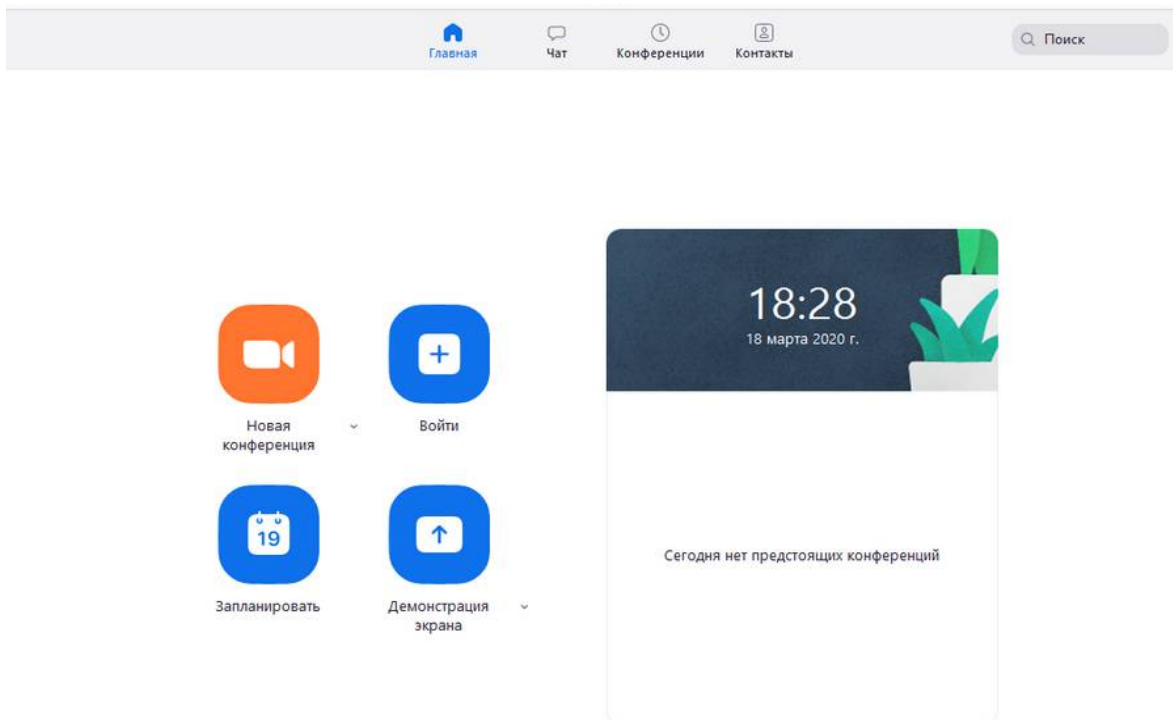 Главная
Чат
Конференции
Контакты
Поиск
18:28
18 марта 2020 г.
Новая
конференция
Войти
19
Запланировать
Демонстрация
экрана
Сегодня нет предстоящих конференций